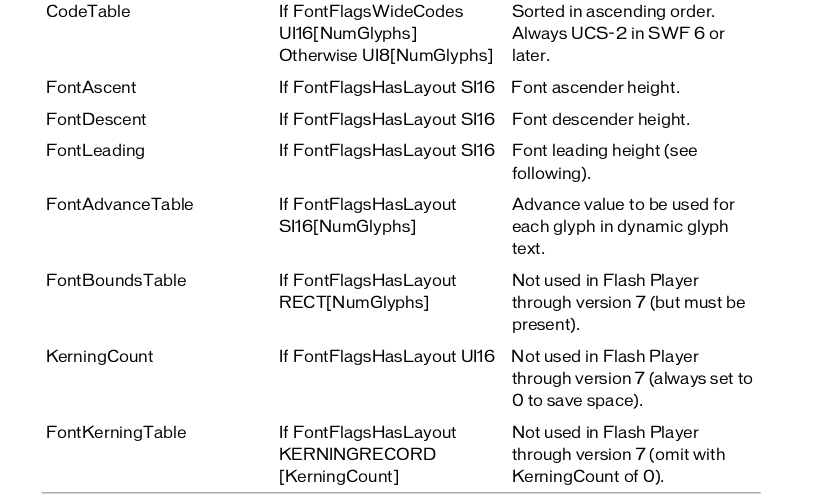 CodeTable If FontFlagsWideCodes Sorted in ascending order.
UI16[NumGlyphs] Always UCS-2 in SWF 6 or
Otherwise UI8[NumGlyphs] later.
FontAscent If FontFlagsHasLayout SI16 Font ascender height.
FontDescent If FontFlagsHasLayout SI16 Font descender height.
FontLeading If FontFlagsHasLayout SI16 Font leading height (see
following).
FontAdvanceTable If FontFlagsHasLayout Advance value to be used for
SI16[NumGlyphs] each glyph in dynamic glyph
text.
FontBoundsTable If FontFlagsHasLayout Not used in Flash Player
RECT[NumGlyphs] through version 7 (but must be
present).
KerningCount If FontFlagsHasLayout UI16 Not used in Flash Player
through version 7 (always set to
0 to save space).
FontKerningTable If FontFlagsHasLayout Not used in Flash Player
KERNINGRECORD through version 7 (omit with
[KerningCount] KerningCount of 0).